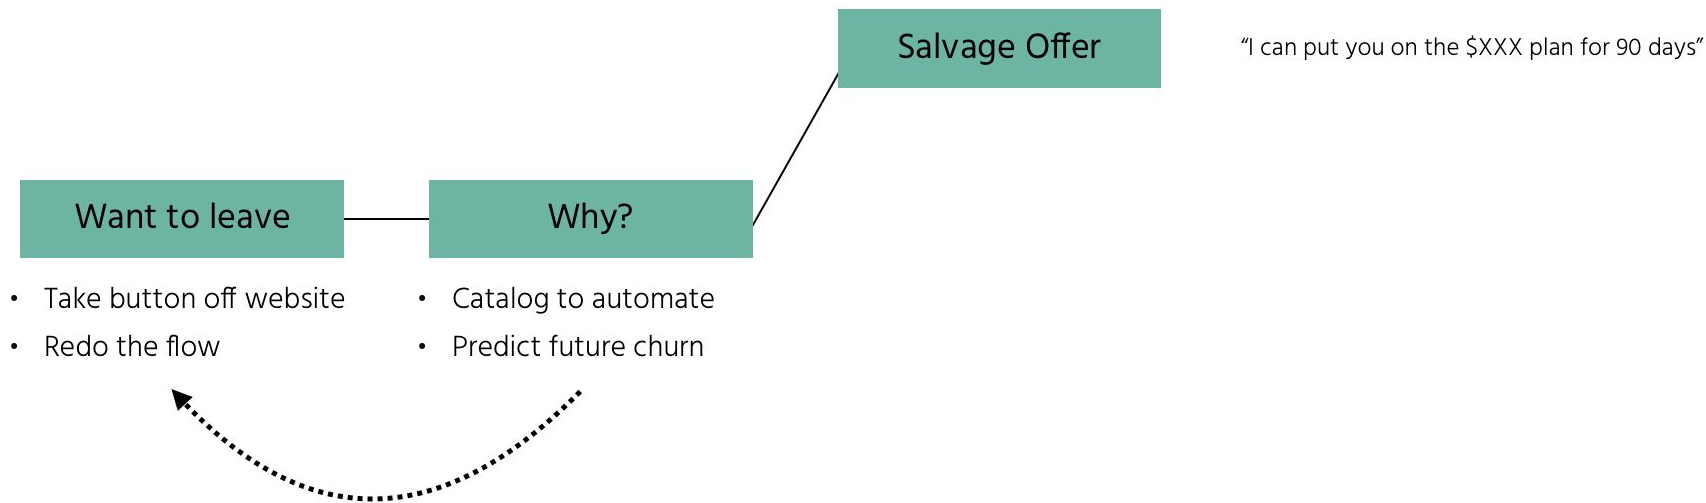 Salvage Offer
“I can put you on the $XXX plan for 90 days”
Want to leave
Why?
• Take button off website
• Redo the flow
• Catalog to automate
• Predict future churn